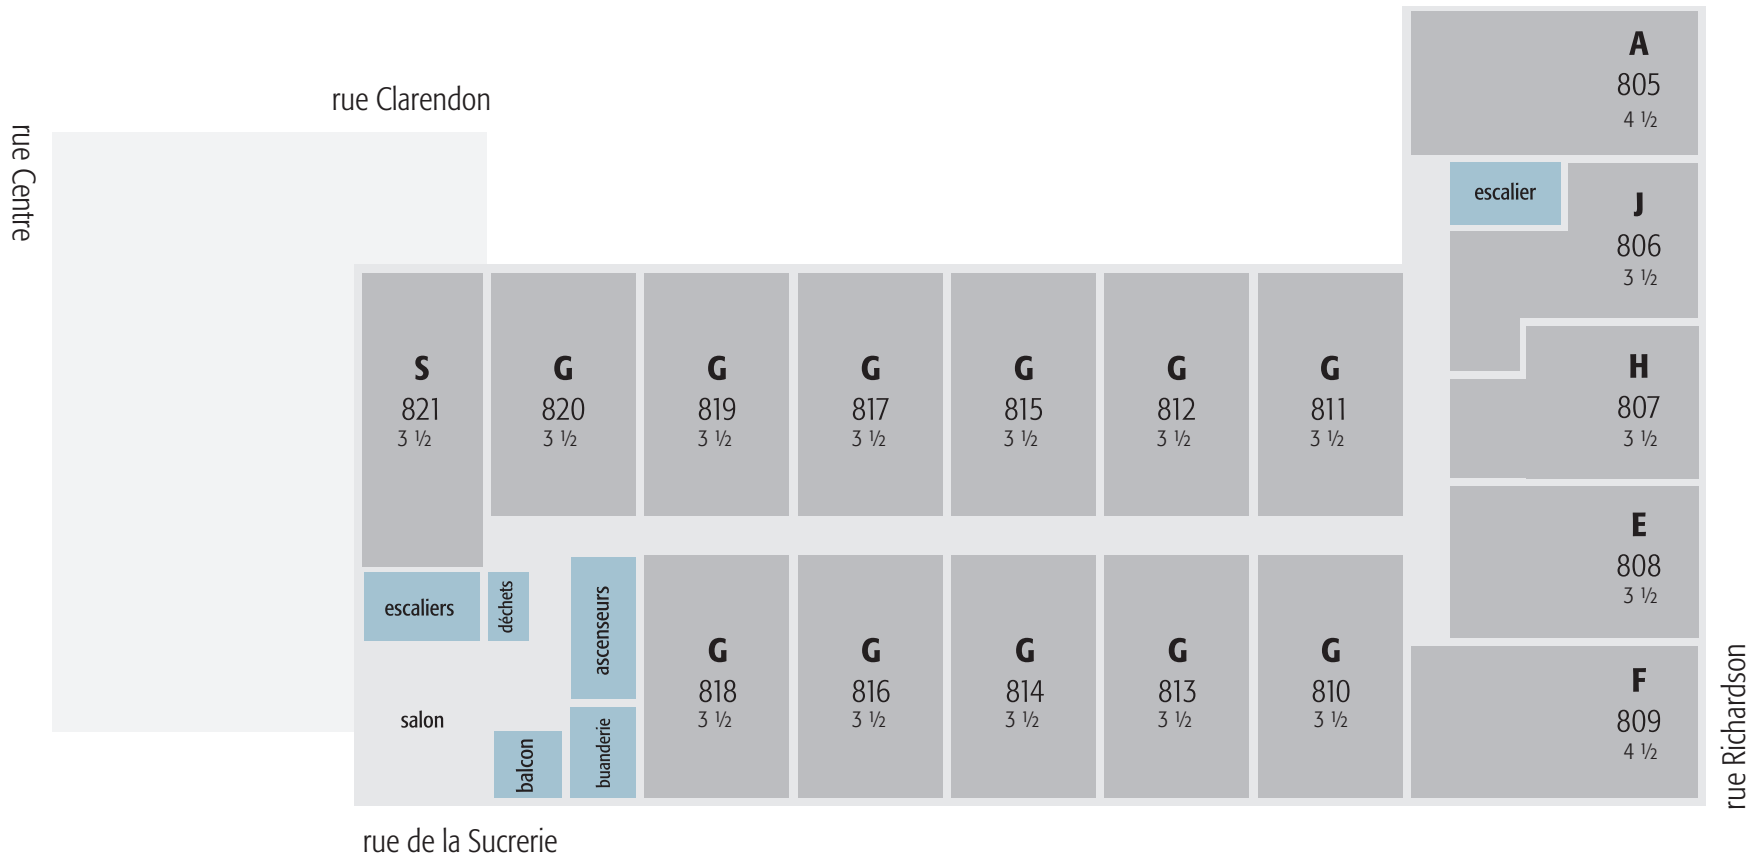 rue Clarendon
rue Centre
A
805
4 ½
escalier
J
806
3 ½
S
821
3 ½
G
820
3 ½
G
819
3 ½
G
817
3 ½
G
815
3 ½
G
812
3 ½
G
811
3 ½
H
807
3 ½
E
808
3 ½
escaliers
déchets
ascenseurs
salon
balcon
buanderie
G
818
3 ½
G
816
3 ½
G
814
3 ½
G
813
3 ½
G
810
3 ½
F
809
4 ½
rue Richardson
rue de la Sucrerie